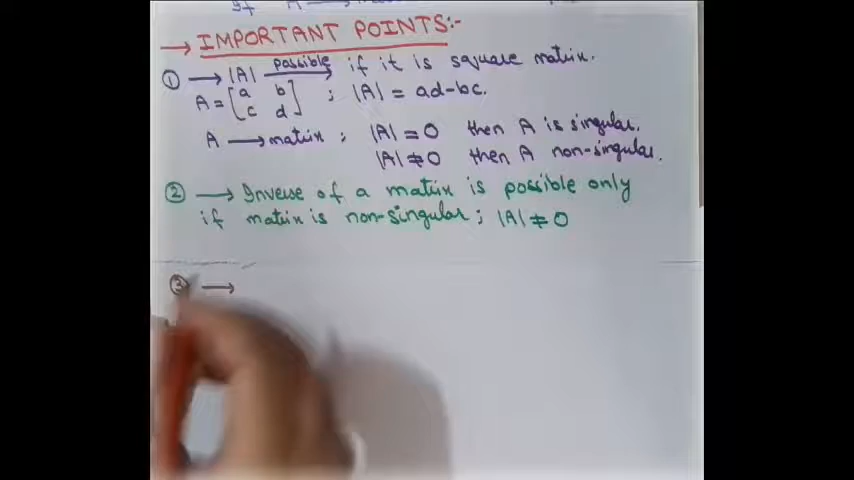 If A
→ IMPORTANT POINTS:-
① → |A| possible if it is square matrix.
A = [a b c d] ; |A| = ad-bc.
A → matrix ; |A| = 0 then A is singular.
|A| ≠ 0 then A non-singular.
② → Inverse of a matrix is possible only
if matrix is non-singular ; |A| ≠ 0
③ →